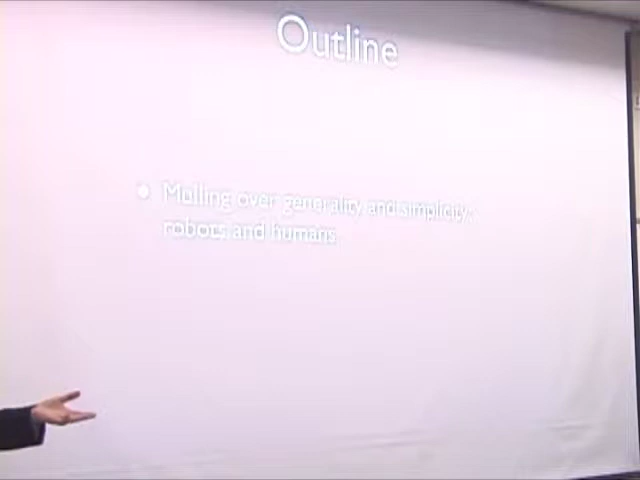 Outline
• Mulling over generality and simplicity:
robots and humans